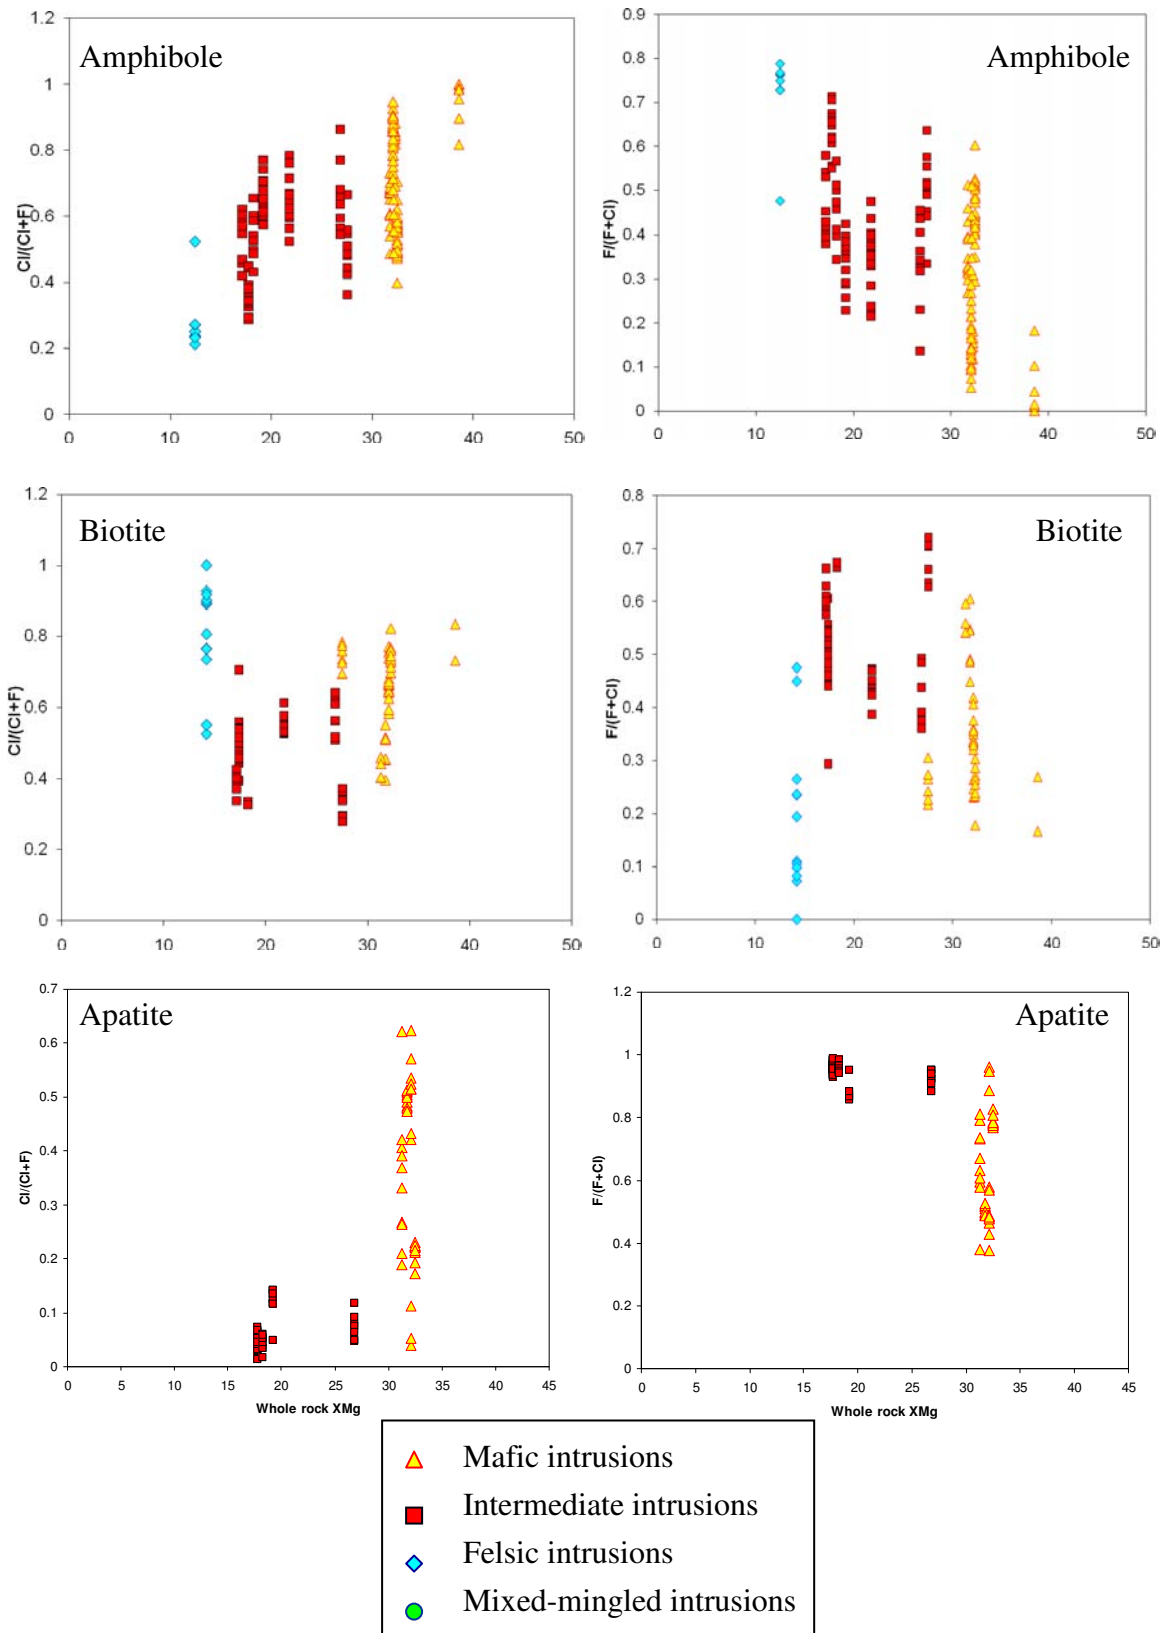 1.2
1
0.8
0.6
0.4
0.2
0
Cl/(Cl+F)
Amphibole
0 10 20 30 40 50
0.9
0.8
0.7
0.6
0.5
0.4
0.3
0.2
0.1
0
F/(F+Cl)
Amphibole
0 10 20 30 40 50
1.2
1
0.8
0.6
0.4
0.2
0
Cl/(Cl+F)
Biotite
0 10 20 30 40 50
0.8
0.7
0.6
0.5
0.4
0.3
0.2
0.1
0
F/(F+Cl)
Biotite
0 10 20 30 40 50
0.7
0.6
0.5
0.4
0.3
0.2
0.1
0
Cl/(Cl+F)
Apatite
0 5 10 15 20 25 30 35 40 45
Whole rock XMg
1.2
1
0.8
0.6
0.4
0.2
0
F/(F+Cl)
Apatite
0 5 10 15 20 25 30 35 40 45
Whole rock XMg
Mafic intrusions
Intermediate intrusions
Felsic intrusions
Mixed-mingled intrusions